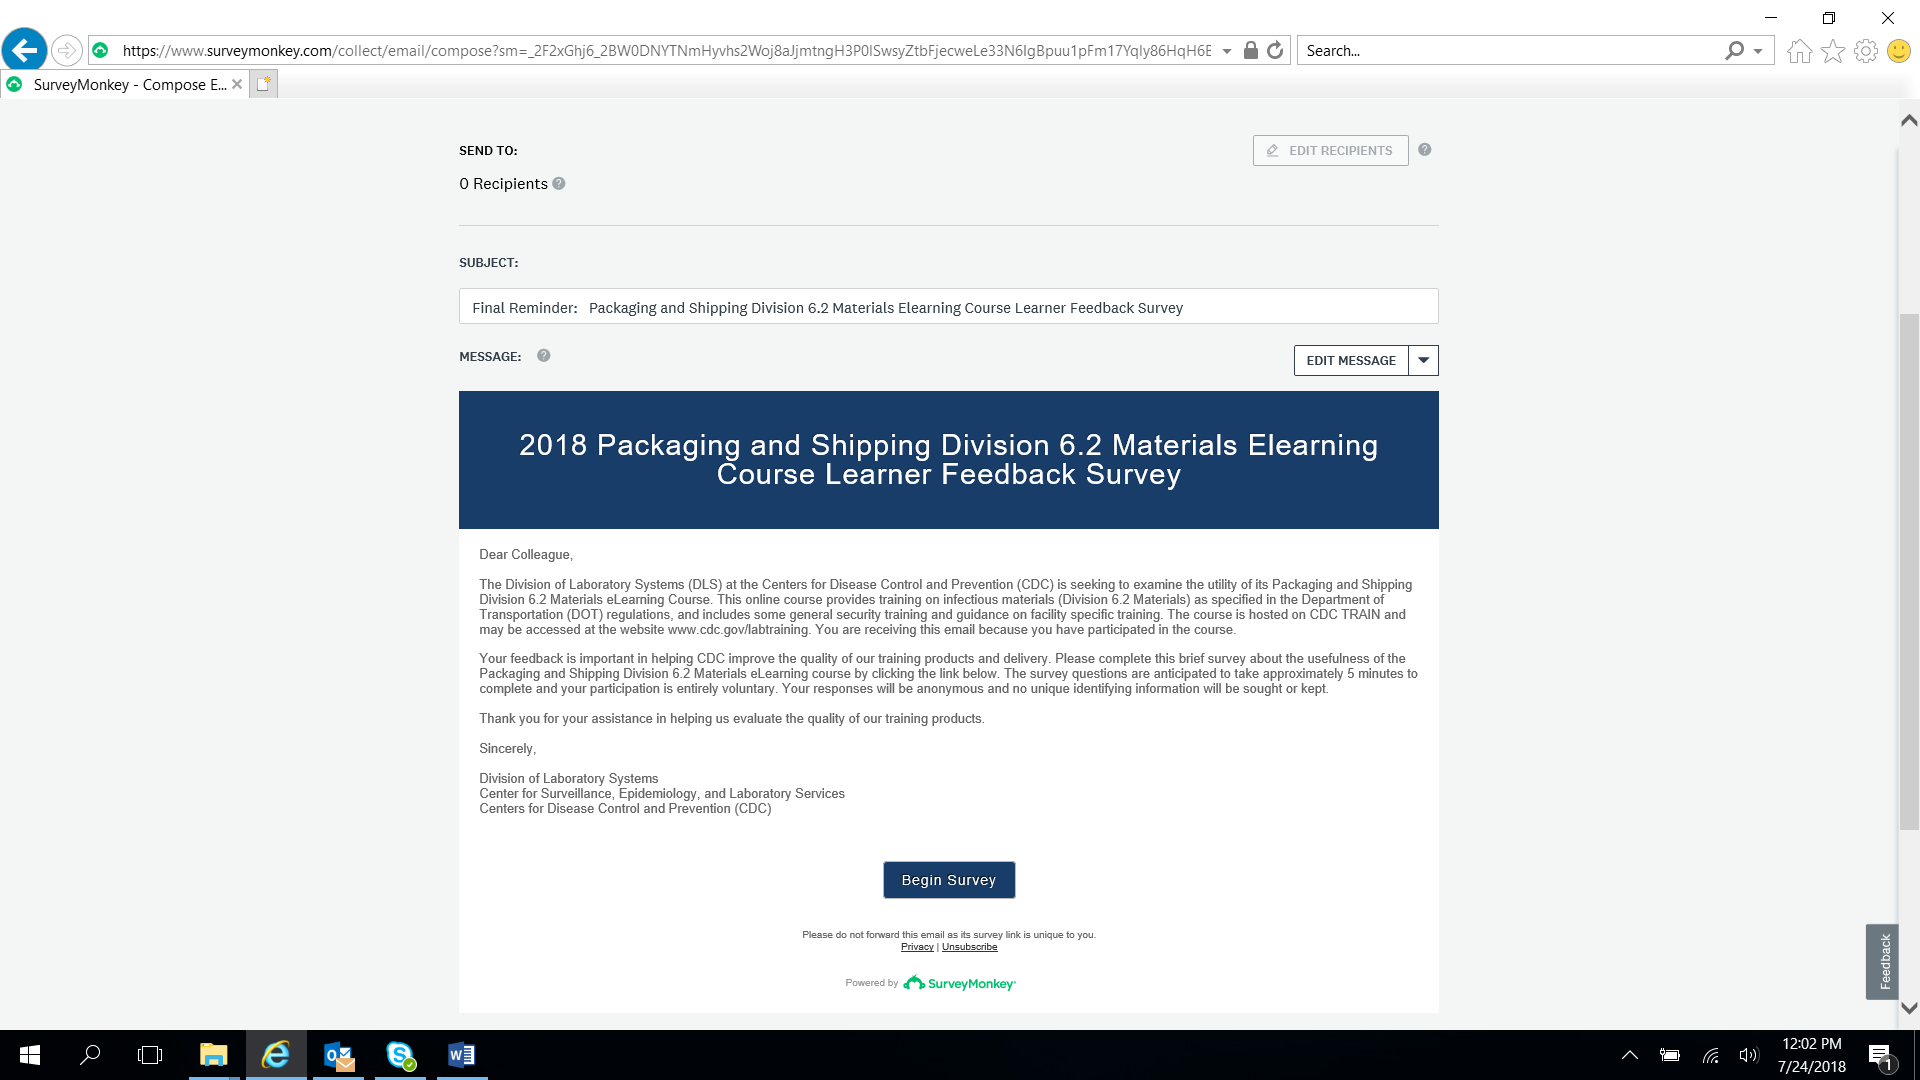 https://www.surveymonkey.com/collect/email/compose?sm=
Search...
SurveyMonkey - Compose E...
SEND TO:
EDIT RECIPIENTS
0 Recipients
SUBJECT:
Final Reminder: Packaging and Shipping Division 6.2 Materials Elearning Course Learner Feedback Survey
MESSAGE:
EDIT MESSAGE
2018 Packaging and Shipping Division 6.2 Materials Elearning
Course Learner Feedback Survey
Dear Colleague,
The Division of Laboratory Systems (DLS) at the Centers for Disease Control and Prevention (CDC) is seeking to examine the utility of its Packaging and Shipping
Division 6.2 Materials eLearning Course. This online course provides training on infectious materials (Division 6.2 Materials) as specified in the Department of
Transportation (DOT) regulations, and includes some general security training and guidance on facility specific training. The course is hosted on CDC TRAIN and
may be accessed at the website www.cdc.gov/labtraining. You are receiving this email because you have participated in the course.
Your feedback is important in helping CDC improve the quality of our training products and delivery. Please complete this brief survey about the usefulness of the
Packaging and Shipping Division 6.2 Materials eLearning course by clicking the link below. The survey questions are anticipated to take approximately 5 minutes to
complete and your participation is entirely voluntary. Your responses will be anonymous and no unique identifying information will be sought or kept.
Thank you for your assistance in helping us evaluate the quality of our training products.
Sincerely,
Division of Laboratory Systems
Center for Surveillance, Epidemiology, and Laboratory Services
Centers for Disease Control and Prevention (CDC)
Begin Survey
Please do not forward this email as its survey link is unique to you.
Privacy | Unsubscribe
Powered by SurveyMonkey
Feedback
12:02 PM
7/24/2018
1